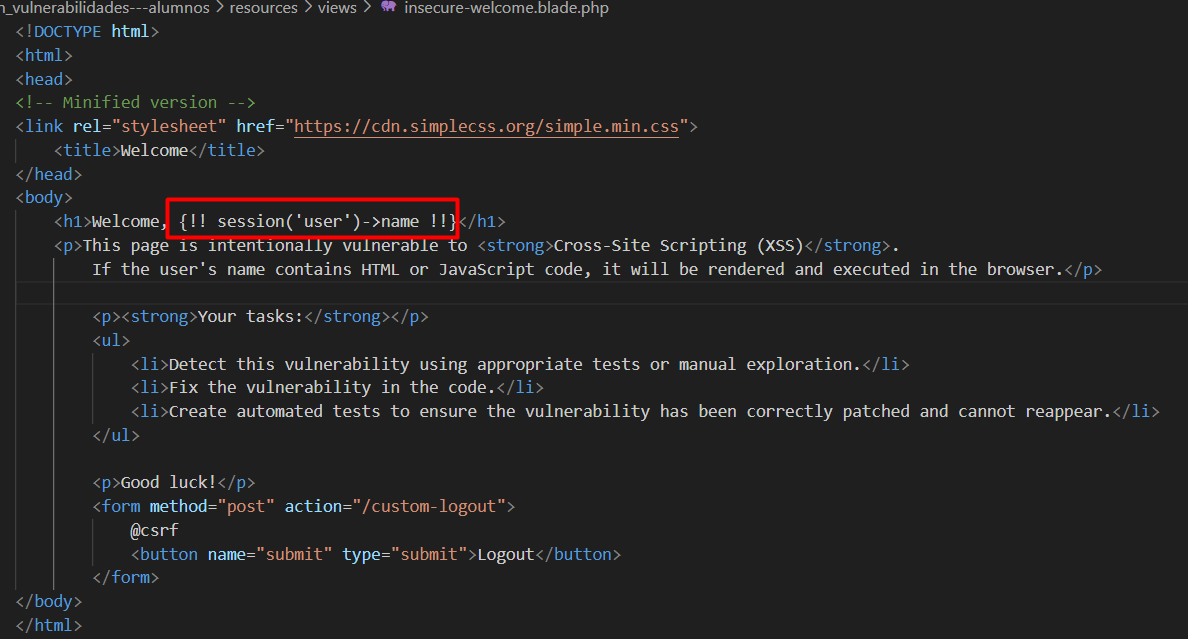 n_vulnerabilidades---alumnos > resources > views > insecure-welcome.blade.php
<!DOCTYPE html>
<html>
<head>
<!-- Minified version -->
<link rel="stylesheet" href="https://cdn.simplecss.org/simple.min.css">
    <title>Welcome</title>
</head>
<body>
    <h1>Welcome, {!! session('user')->name !!}</h1>
    <p>This page is intentionally vulnerable to <strong>Cross-Site Scripting (XSS)</strong>.
        If the user's name contains HTML or JavaScript code, it will be rendered and executed in the browser.</p>
        <p><strong>Your tasks:</strong></p>
        <ul>
            <li>Detect this vulnerability using appropriate tests or manual exploration.</li>
            <li>Fix the vulnerability in the code.</li>
            <li>Create automated tests to ensure the vulnerability has been correctly patched and cannot reappear.</li>
        </ul>
        <p>Good luck!</p>
        <form method="post" action="/custom-logout">
            @csrf
            <button name="submit" type="submit">Logout</button>
        </form>
</body>
</html>